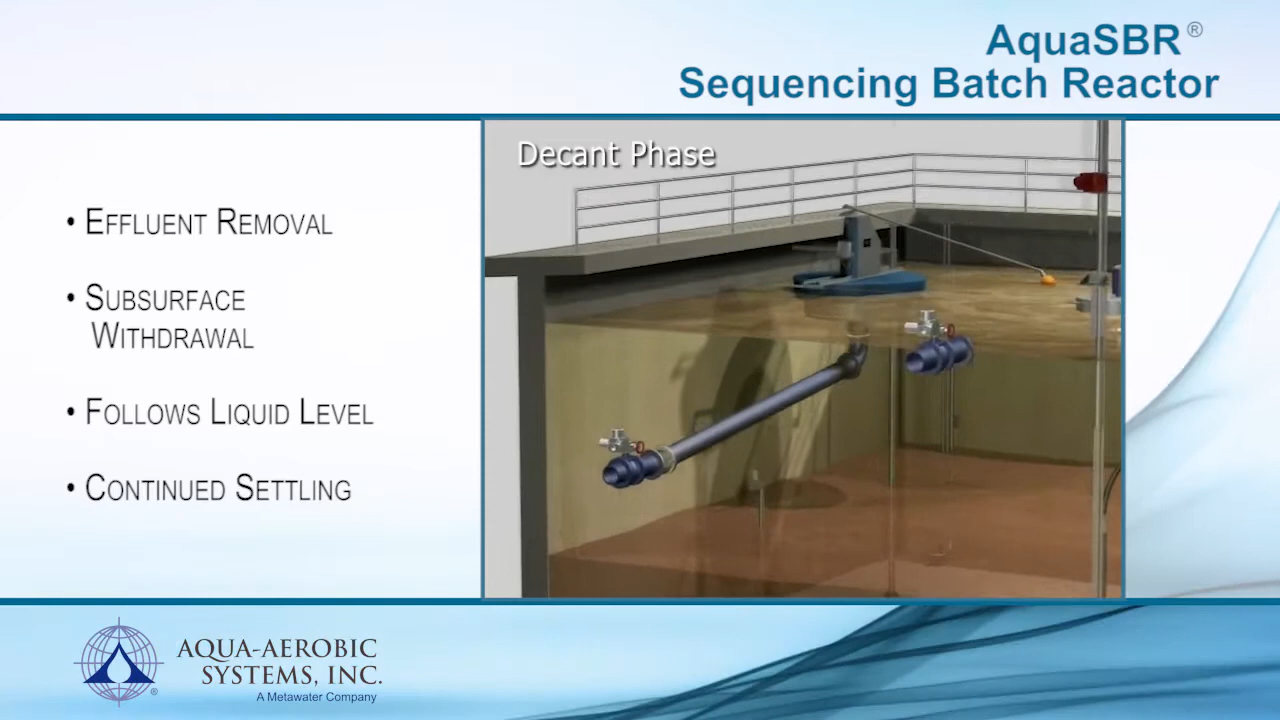 AquaSBR®
Sequencing Batch Reactor
Decant Phase
• Effluent Removal
• Subsurface
Withdrawal
• Follows Liquid Level
• Continued Settling
AQUA-AEROBIC
SYSTEMS, INC.
A Metawater Company
®